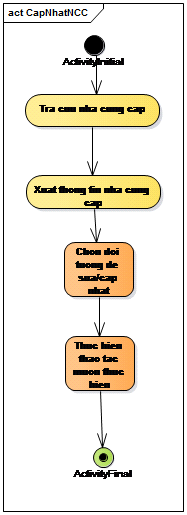 act CapNhatNCC
ActivityInitial
Tra cuu nha cung cap
Xuat thong tin nha cung
cap
Chon doi
tuong de
sua/cap
nhat
Thuc hien
thao tac
muon thuc
hien
ActivityFinal